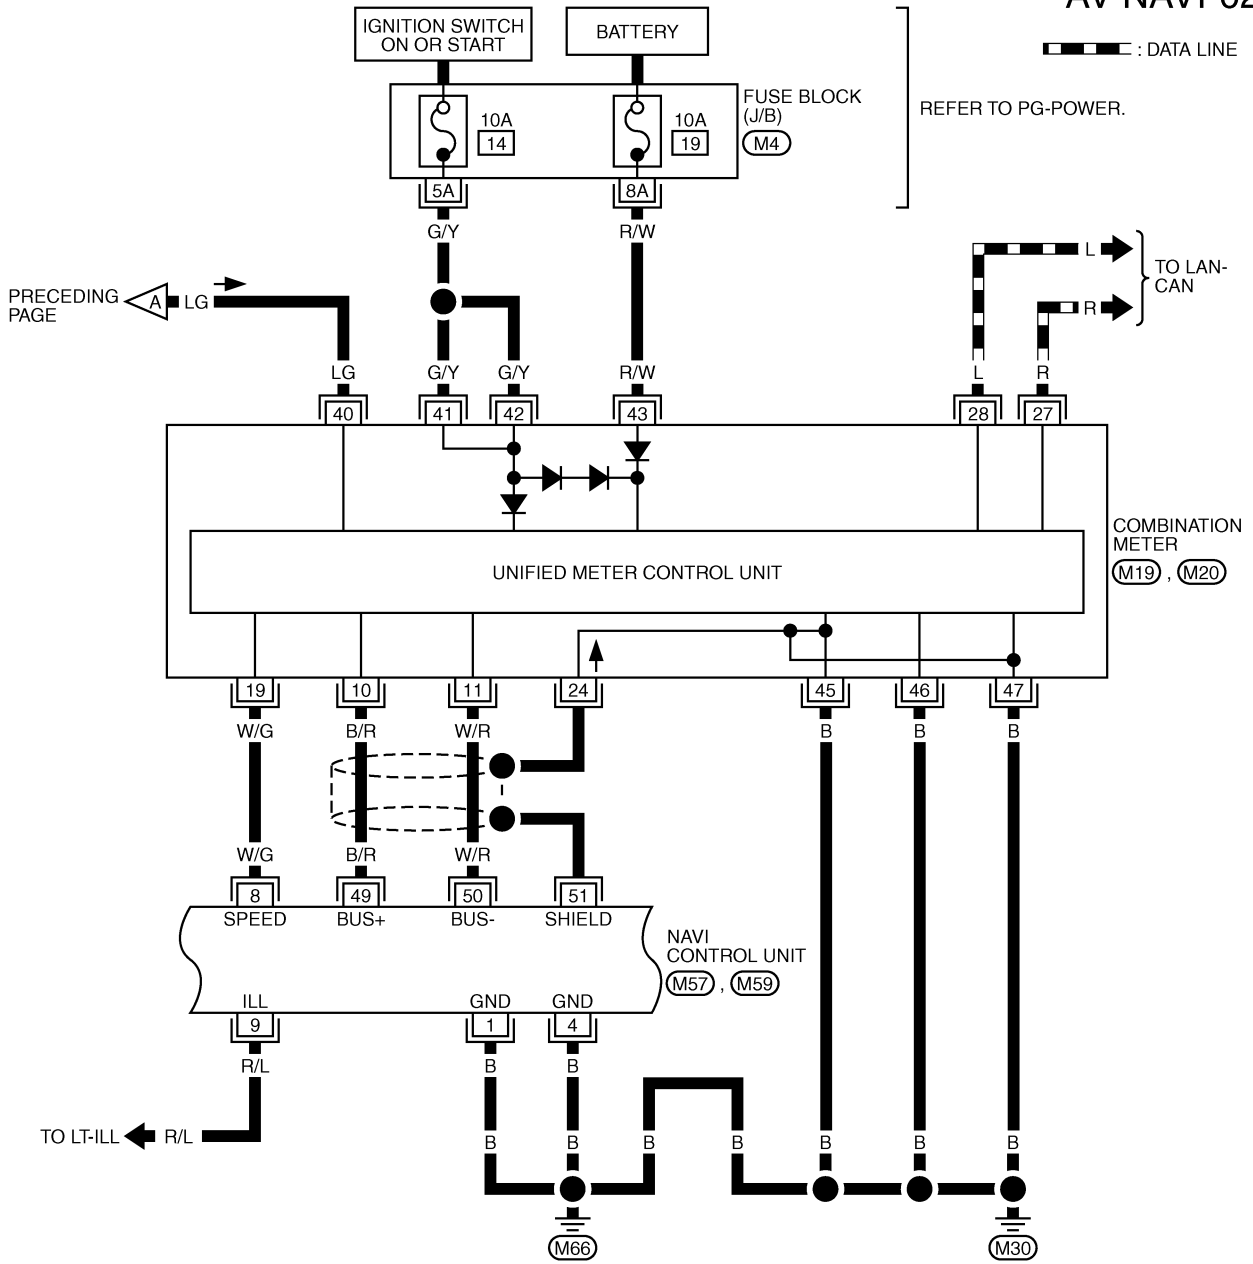 IGNITION SWITCH
ON OR START
BATTERY
: DATA LINE
FUSE BLOCK
(J/B)
M4
10A
14
10A
19
REFER TO PG-POWER.
5A
8A
G/Y
R/W
L
TO LAN-
CAN
R
PRECEDING
PAGE
A
LG
LG
G/Y
G/Y
R/W
L
R
40
41
42
43
28
27
COMBINATION
METER
M19 , M20
UNIFIED METER CONTROL UNIT
19
10
11
24
45
46
47
W/G
B/R
W/R
B
B
B
W/G
B/R
W/R
8
49
50
51
SPEED
BUS+
BUS-
SHIELD
NAVI
CONTROL UNIT
M57 , M59
ILL
GND
GND
9
1
4
R/L
B
B
TO LT-ILL
R/L
B
B
B
B
B
B
B
M66
M30